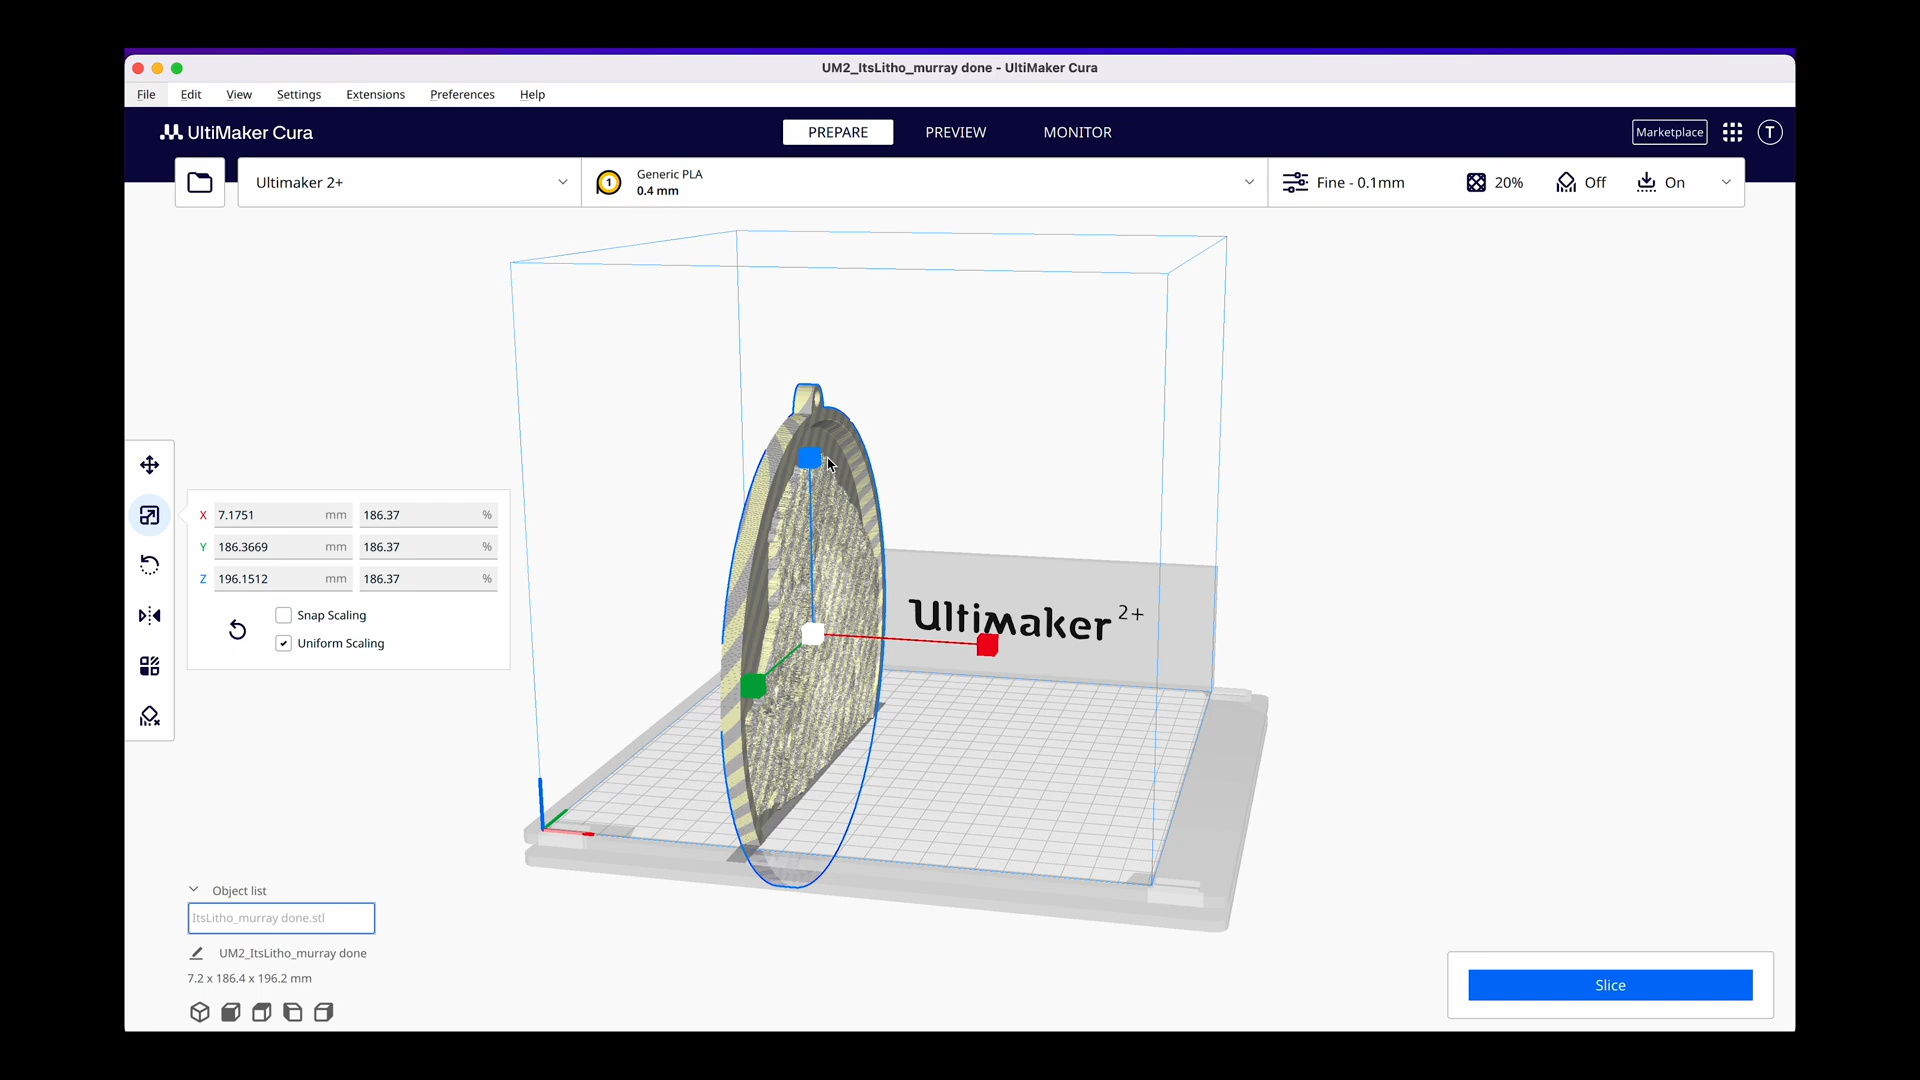 UM2_ItsLitho_murray done - UltiMaker Cura
File Edit View Settings Extensions Preferences Help
UltiMaker Cura PREPARE PREVIEW MONITOR Marketplace T
Ultimaker 2+ 1 Generic PLA 0.4 mm Fine - 0.1mm 20% Off On
X 7.1751 mm 186.37 %
Y 186.3669 mm 186.37 %
Z 196.1512 mm 186.37 %
Snap Scaling
Uniform Scaling
Ultimaker 2+
Object list
ItsLitho_murray done.stl
UM2_ItsLitho_murray done
7.2 x 186.4 x 196.2 mm
Slice